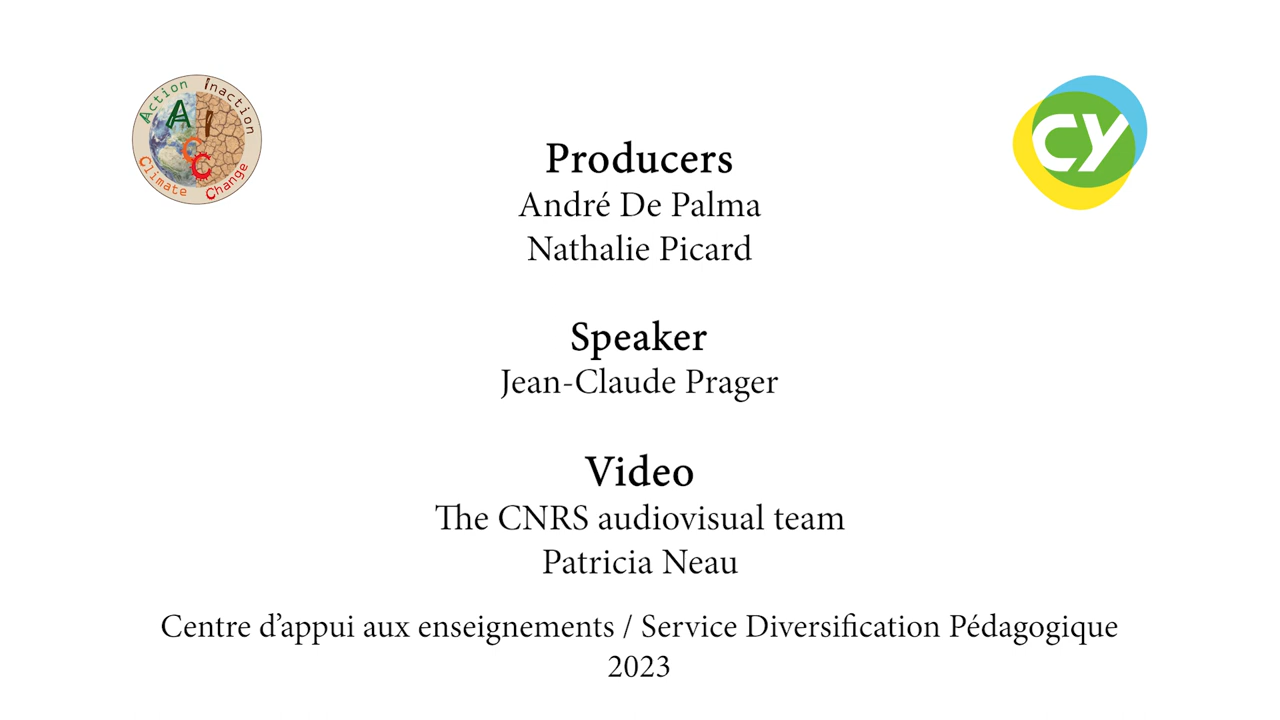 Action Inaction
A I
C C
Climate Change
CY
Producers
André De Palma
Nathalie Picard
Speaker
Jean-Claude Prager
Video
The CNRS audiovisual team
Patricia Neau
Centre d’appui aux enseignements / Service Diversification Pédagogique
2023